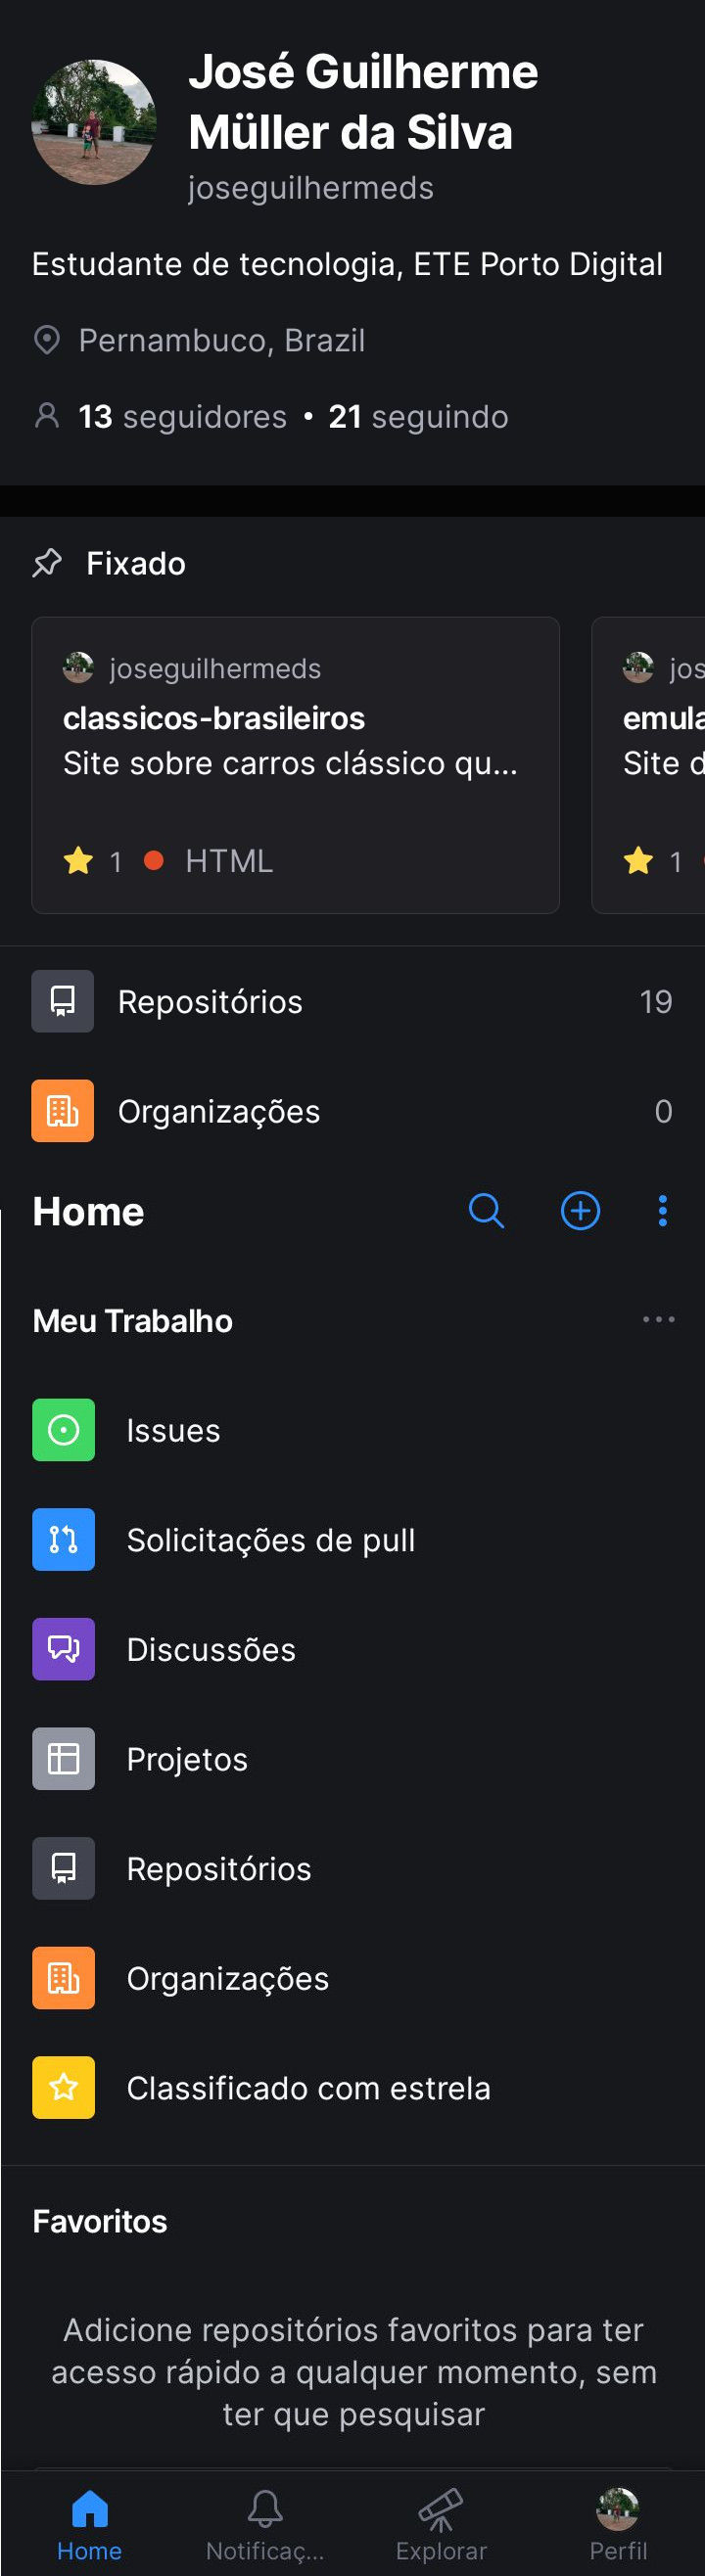 José Guilherme
Müller da Silva
joseguilhermeds
Estudante de tecnologia, ETE Porto Digital
Pernambuco, Brazil
13 seguidores • 21 seguindo
Fixado
joseguilhermeds
classicos-brasileiros
Site sobre carros clássico qu...
1 HTML
jos
emula
Site d
1
Repositórios 19
Organizações 0
Home
Meu Trabalho
Issues
Solicitações de pull
Discussões
Projetos
Repositórios
Organizações
Classificado com estrela
Favoritos
Adicione repositórios favoritos para ter
acesso rápido a qualquer momento, sem
ter que pesquisar
Home Notificaç... Explorar Perfil